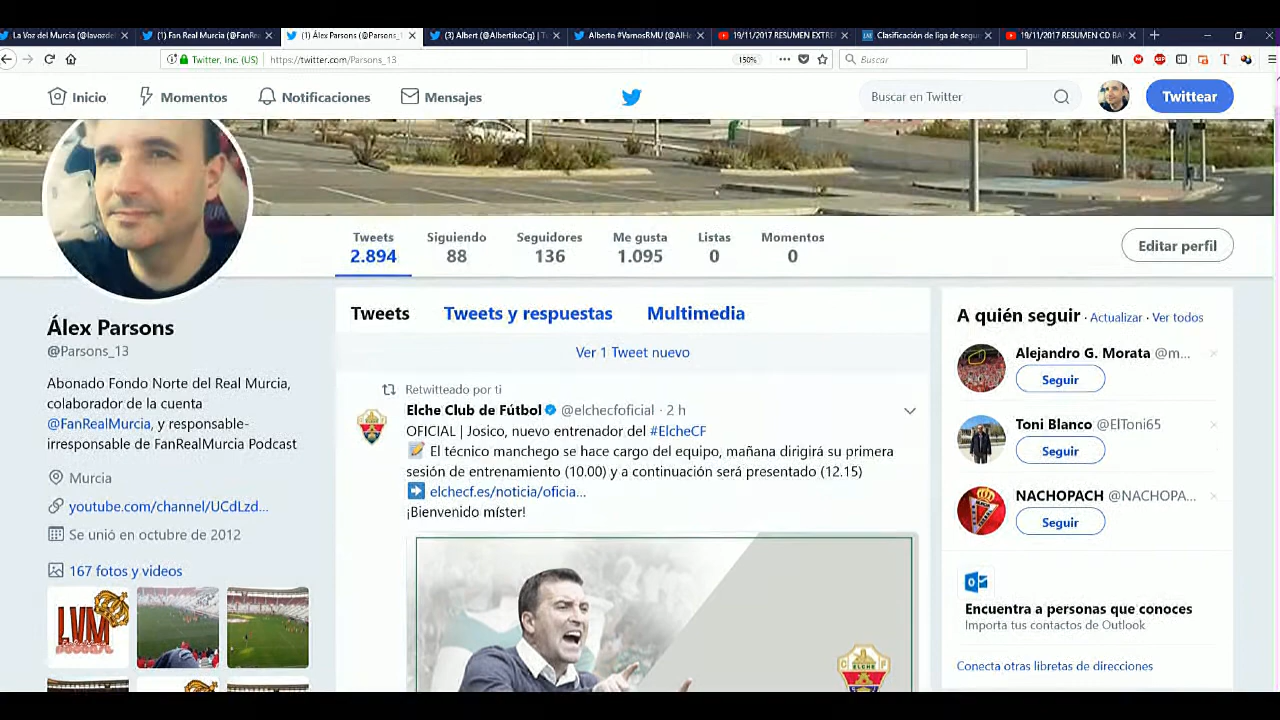 La Voz del Murcia (@lavozdel
(1) Fan Real Murcia (@FanRea
(1) Álex Parsons (@Parsons_1
(3) Albert (@AlbertikoCg) | T
Alberto #VamosRMU (@AlHe
19/11/2017 RESUMEN EXTRE
Clasificación de liga de segun
19/11/2017 RESUMEN CD BA
Twitter, Inc. (US)
https://twitter.com/Parsons_13
150%
Buscar
Inicio
Momentos
Notificaciones
Mensajes
Buscar en Twitter
Twittear
Tweets
2.894
Siguiendo
88
Seguidores
136
Me gusta
1.095
Listas
0
Momentos
0
Editar perfil
Álex Parsons
@Parsons_13
Abonado Fondo Norte del Real Murcia,
colaborador de la cuenta
@FanRealMurcia, y responsable-
irresponsable de FanRealMurcia Podcast
Murcia
youtube.com/channel/UCdLzd...
Se unió en octubre de 2012
167 fotos y videos
LVM
Tweets
Tweets y respuestas
Multimedia
Ver 1 Tweet nuevo
Retwitteado por ti
Elche Club de Fútbol @elchecfoficial · 2 h
OFICIAL | Josico, nuevo entrenador del #ElcheCF
El técnico manchego se hace cargo del equipo, mañana dirigirá su primera
sesión de entrenamiento (10.00) y a continuación será presentado (12.15)
elchecf.es/noticia/oficia...
¡Bienvenido míster!
ELCHE
A quién seguir · Actualizar · Ver todos
Alejandro G. Morata @m...
Seguir
Toni Blanco @ElToni65
Seguir
NACHOPACH @NACHOPA...
Seguir
Encuentra a personas que conoces
Importa tus contactos de Outlook
Conecta otras libretas de direcciones